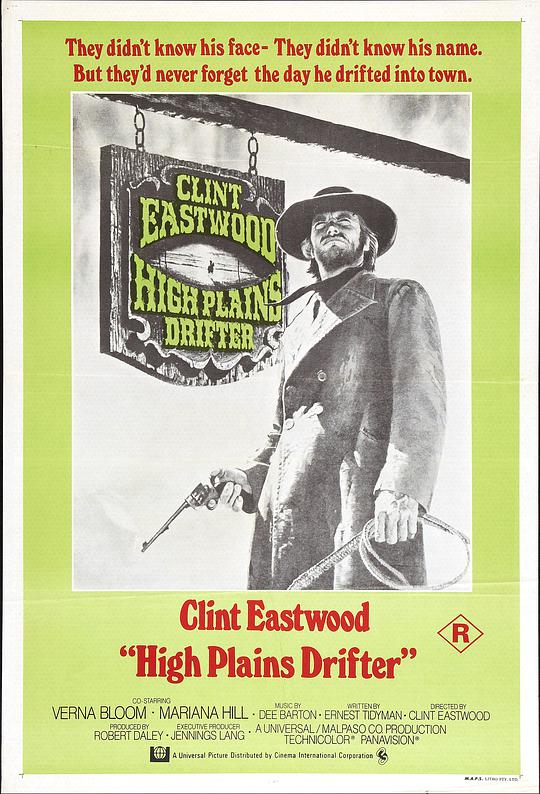 They didn't know his face- They didn't know his name.
But they'd never forget the day he drifted into town.
CLINT
EASTWOOD
HIGH PLAINS
DRIFTER
Clint Eastwood
"High Plains Drifter"
R
CO-STARRING
VERNA BLOOM · MARIANA HILL · MUSIC BY DEE BARTON · WRITTEN BY ERNEST TIDYMAN · DIRECTED BY CLINT EASTWOOD
PRODUCED BY ROBERT DALEY · EXECUTIVE PRODUCER JENNINGS LANG · A UNIVERSAL / MALPASO CO. PRODUCTION
TECHNICOLOR® PANAVISION®
A Universal Picture Distributed by Cinema International Corporation
M.A.P.S. LITHO PTY. LTD.